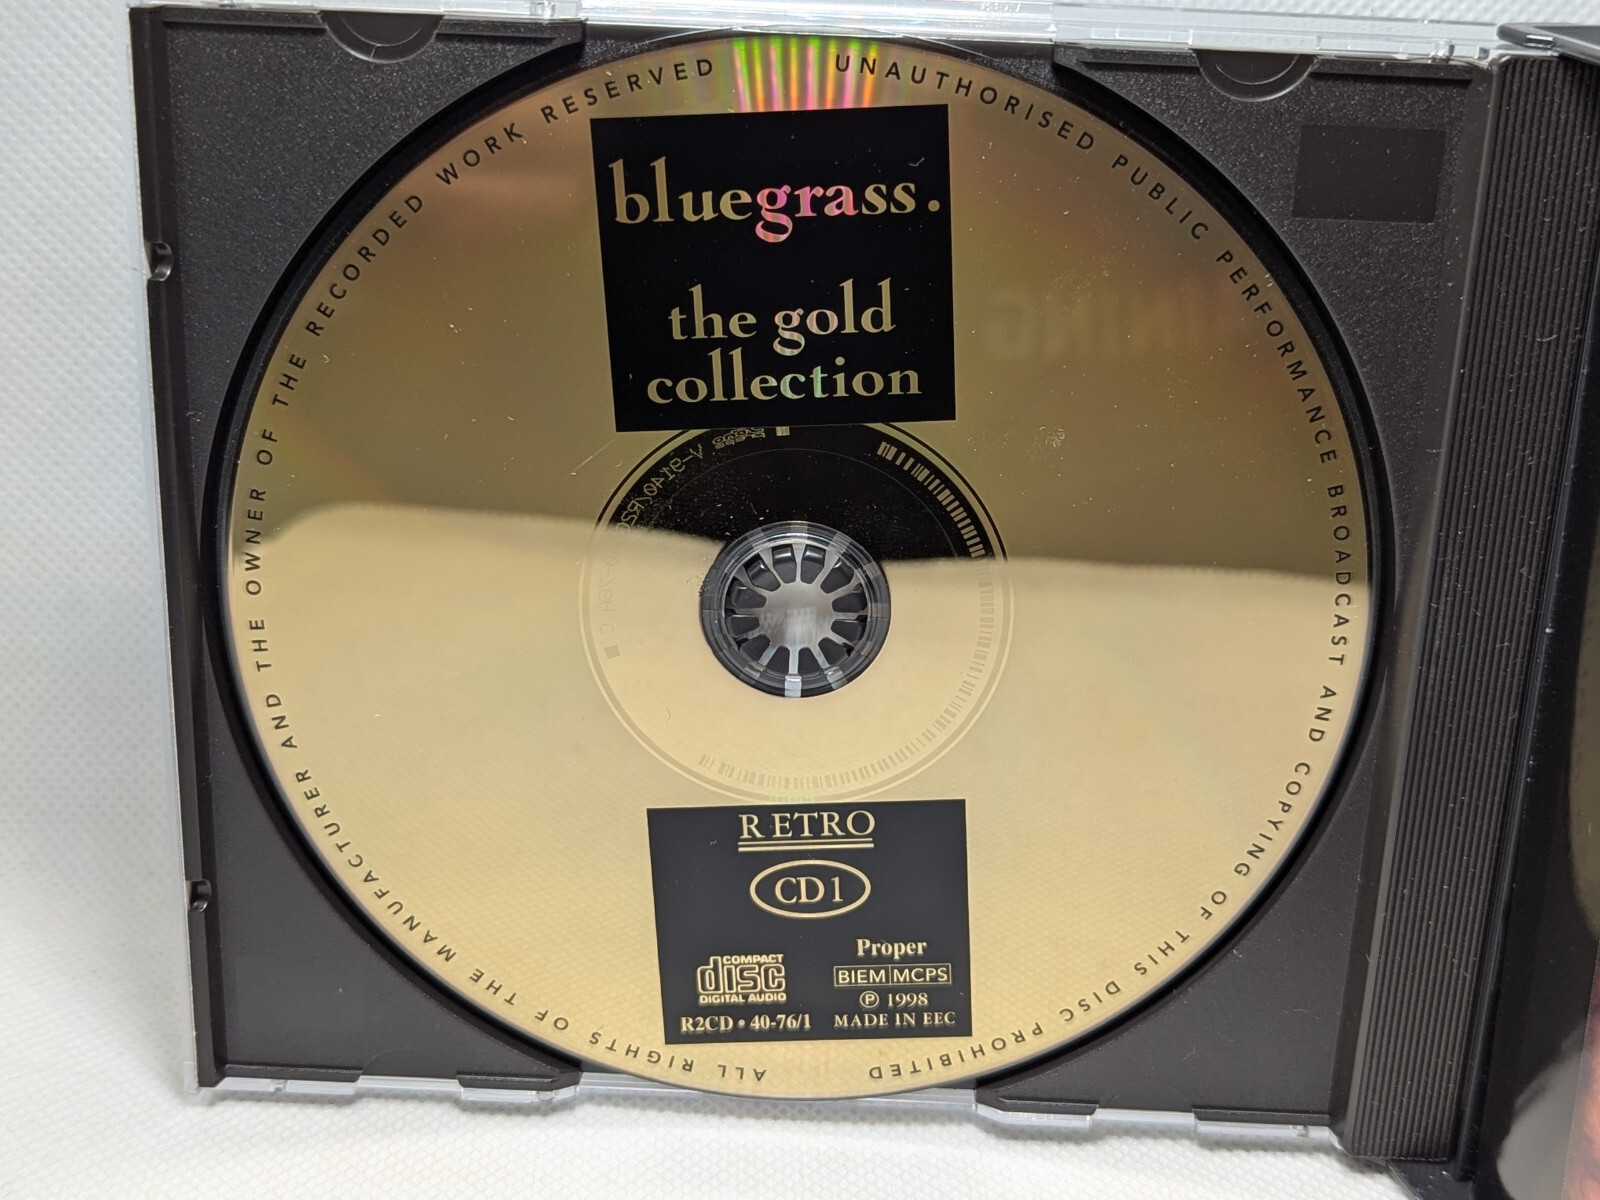 bluegrass.
the gold
collection
RETRO
CD1
COMPACT
disc
DIGITAL AUDIO
R2CD • 40-76/1
Proper
BIEM MCPS
℗ 1998
MADE IN EEC
ALL RIGHTS OF THE MANUFACTURER AND THE OWNER OF THE RECORDED WORK RESERVED
UNAUTHORISED PUBLIC PERFORMANCE BROADCAST AND COPYING OF THIS DISC PROHIBITED